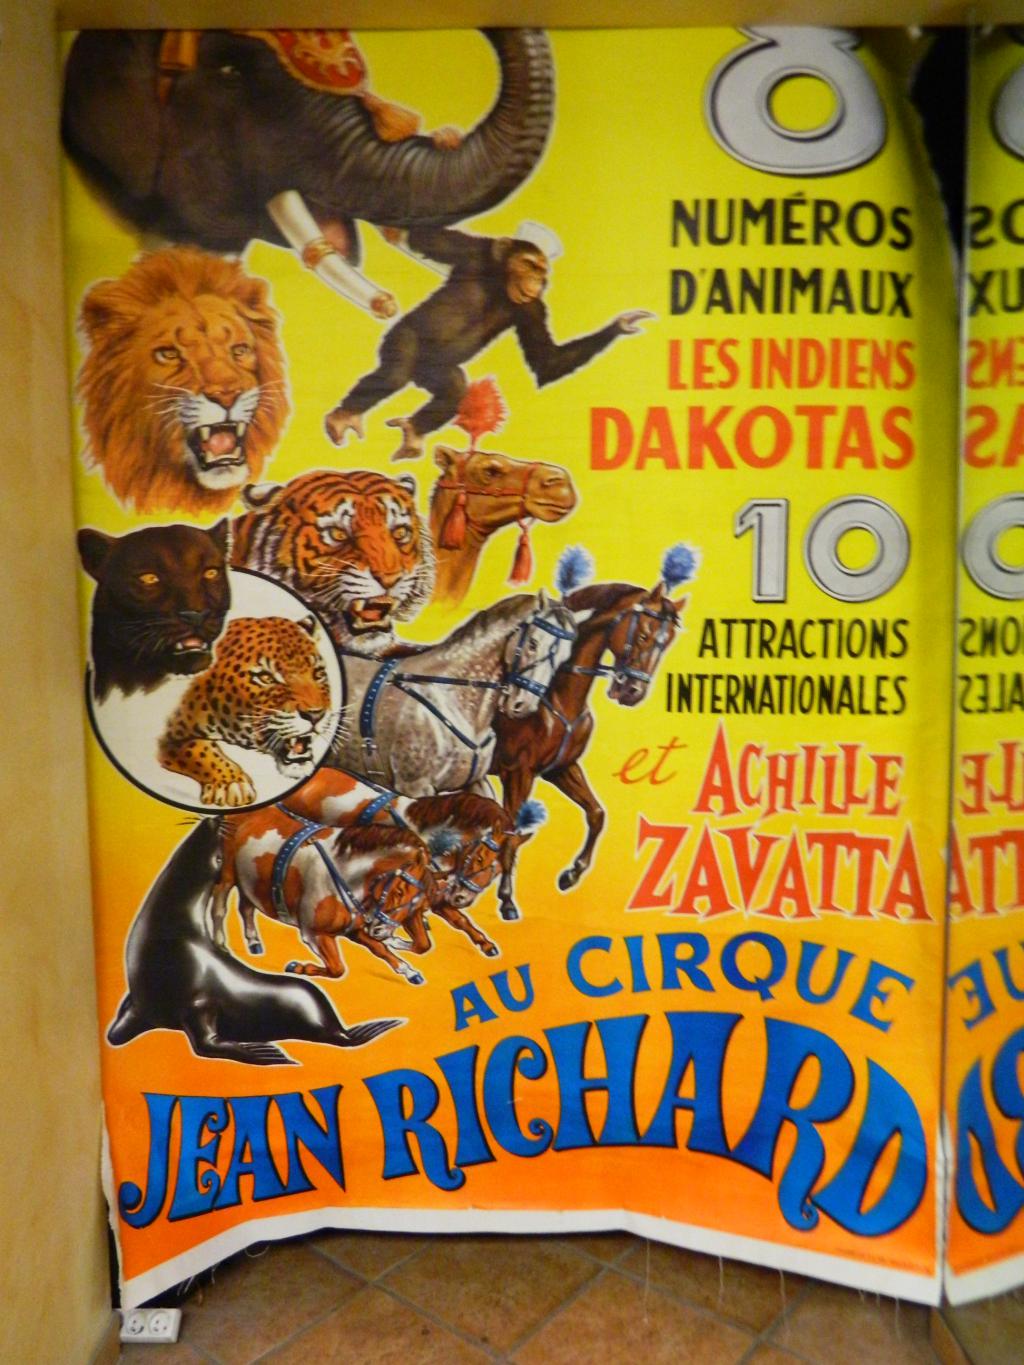 8
NUMÉROS
D'ANIMAUX
LES INDIENS
DAKOTAS
10
ATTRACTIONS
INTERNATIONALES
et ACHILLE
ZAVATTA
AU CIRQUE
JEAN RICHARD